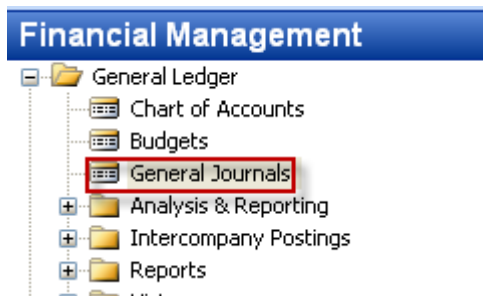 Financial Management
General Ledger
Chart of Accounts
Budgets
General Journals
Analysis & Reporting
Intercompany Postings
Reports